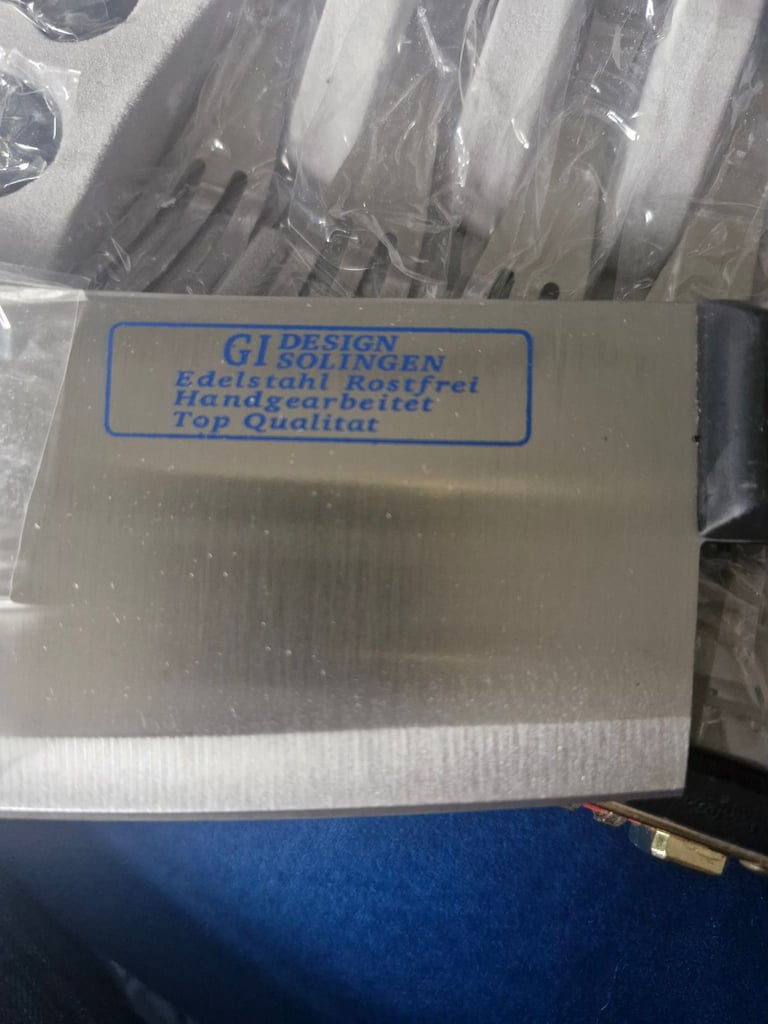 GI DESIGN
SOLINGEN
Edelstahl Rostfrei
Handgearbeitet
Top Qualitat